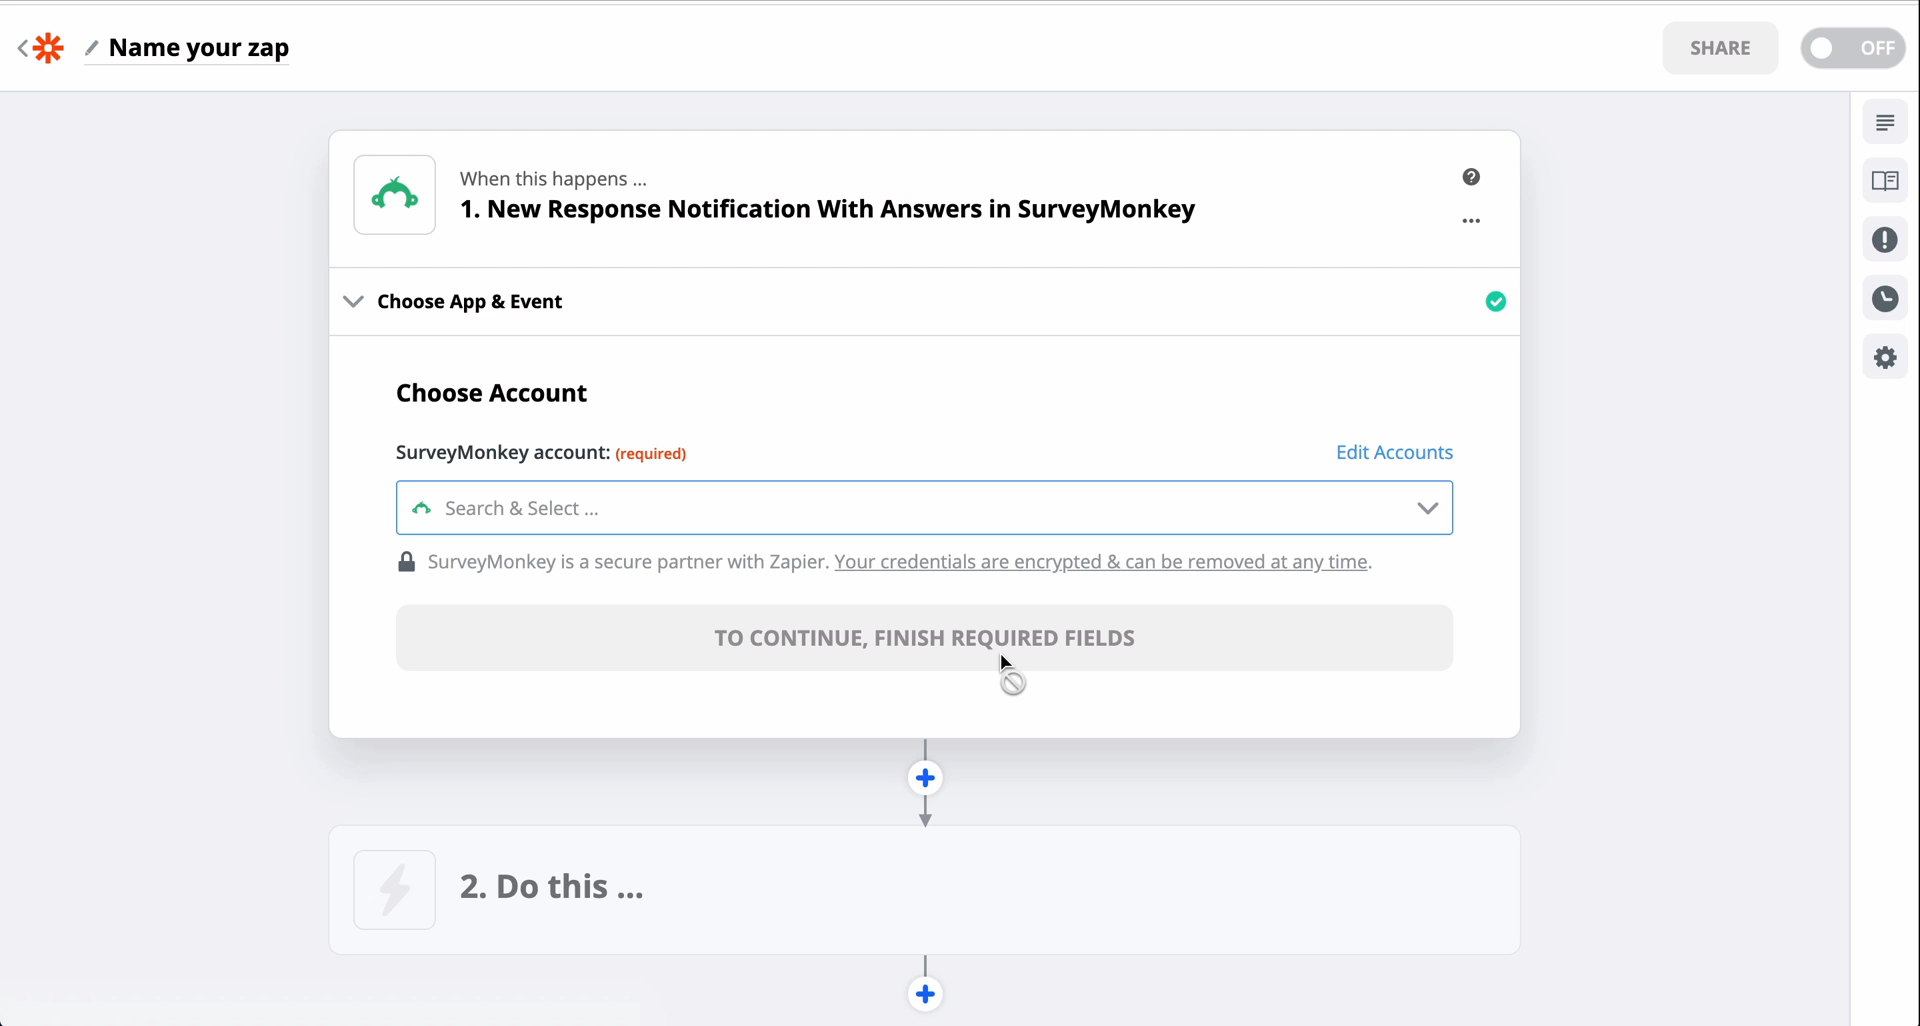 Name your zap
SHARE
OFF
When this happens ...
1. New Response Notification With Answers in SurveyMonkey
Choose App & Event
Choose Account
SurveyMonkey account: (required)
Edit Accounts
Search & Select ...
SurveyMonkey is a secure partner with Zapier. Your credentials are encrypted & can be removed at any time.
TO CONTINUE, FINISH REQUIRED FIELDS
2. Do this ...